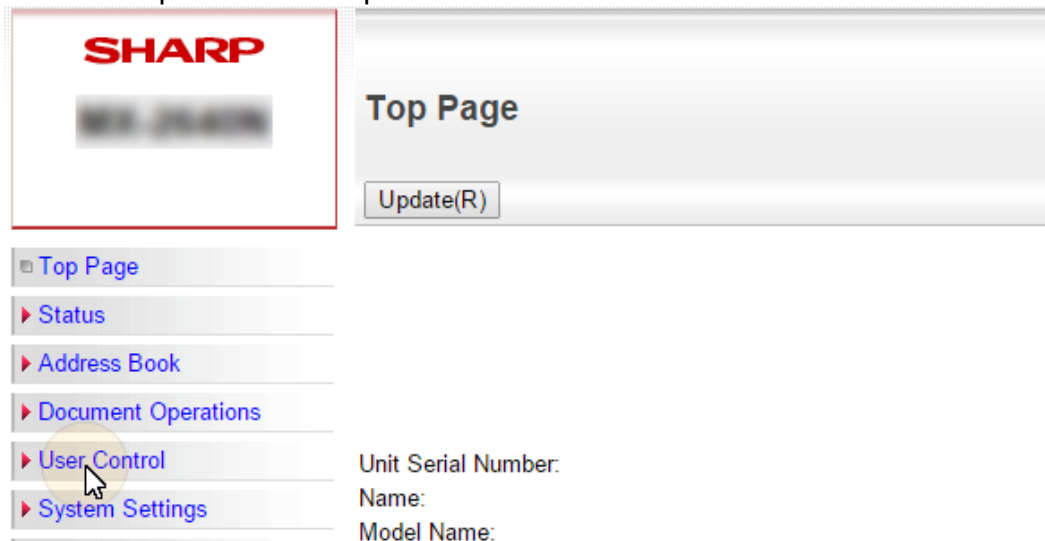 SHARP
Top Page
Update(R)
Top Page
Status
Address Book
Document Operations
User Control
System Settings
Unit Serial Number:
Name:
Model Name: